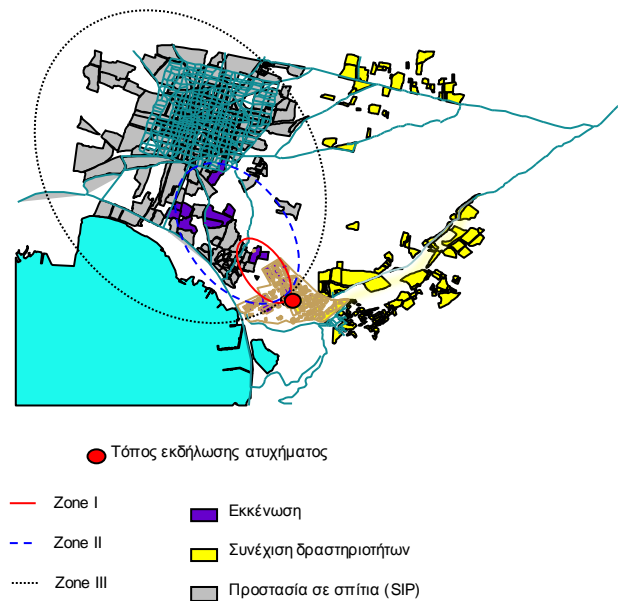 Τόπος εκδήλωσης ατυχήματος
Zone I
Εκκένωση
Zone II
Συνέχιση δραστηριοτήτων
Zone III
Προστασία σε σπίτια (SIP)